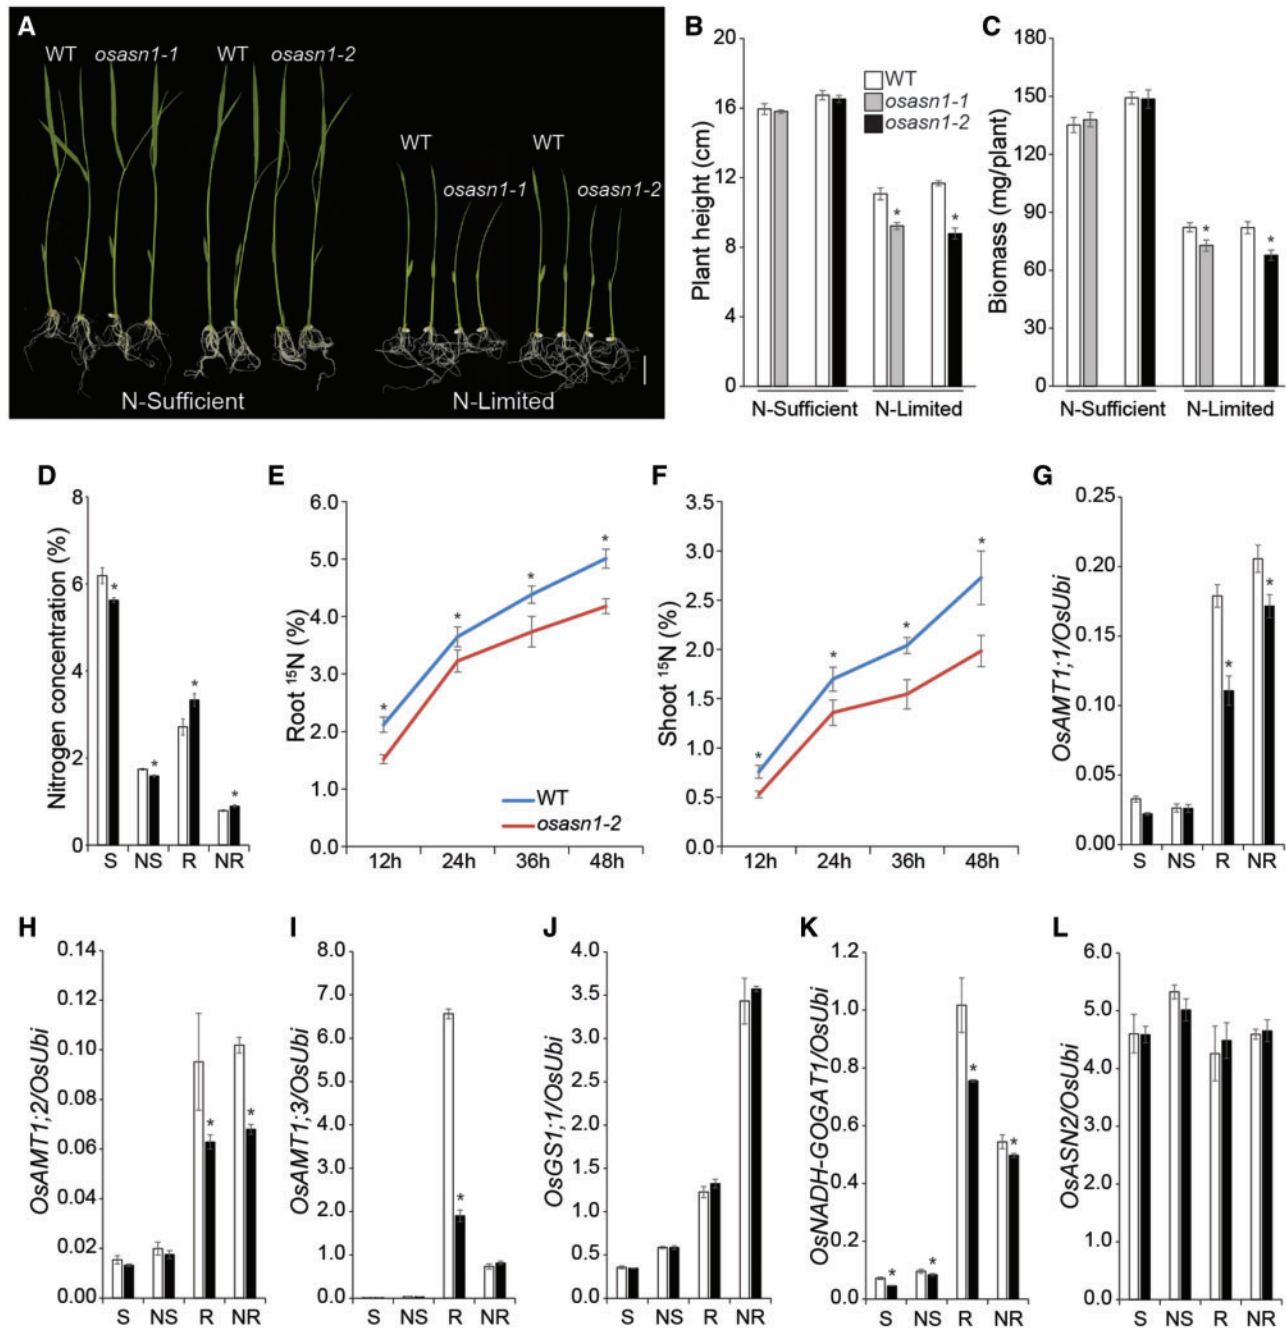 A
WT osasn1-1 WT osasn1-2
WT WT
osasn1-1 osasn1-2
N-Sufficient N-Limited
B
Plant height (cm)
20
16
12
8
4
0
WT
osasn1-1
osasn1-2
* *
N-Sufficient N-Limited
C
Biomass (mg/plant)
180
150
120
90
60
30
0
* *
N-Sufficient N-Limited
D
Nitrogen concentration (%)
8
6
4
2
0
* * * *
S NS R NR
E
Root ¹⁵N (%)
6.0
5.0
4.0
3.0
2.0
1.0
0.0
* * * *
WT
osasn1-2
12h 24h 36h 48h
F
Shoot ¹⁵N (%)
3.5
3.0
2.5
2.0
1.5
1.0
0.5
0.0
* * * *
12h 24h 36h 48h
G
OsAMT1;1/OsUbi
0.25
0.20
0.15
0.10
0.05
0.00
* *
S NS R NR
H
OsAMT1;2/OsUbi
0.14
0.12
0.10
0.08
0.06
0.04
0.02
0.00
* *
S NS R NR
I
OsAMT1;3/OsUbi
8.0
7.0
6.0
5.0
4.0
3.0
2.0
1.0
0.0
*
S NS R NR
J
OsGS1;1/OsUbi
4.0
3.5
3.0
2.5
2.0
1.5
1.0
0.5
0.0
S NS R NR
K
OsNADH-GOGAT1/OsUbi
1.2
1.0
0.8
0.6
0.4
0.2
0.0
* * * *
S NS R NR
L
OsASN2/OsUbi
6.0
5.0
4.0
3.0
2.0
1.0
0.0
S NS R NR